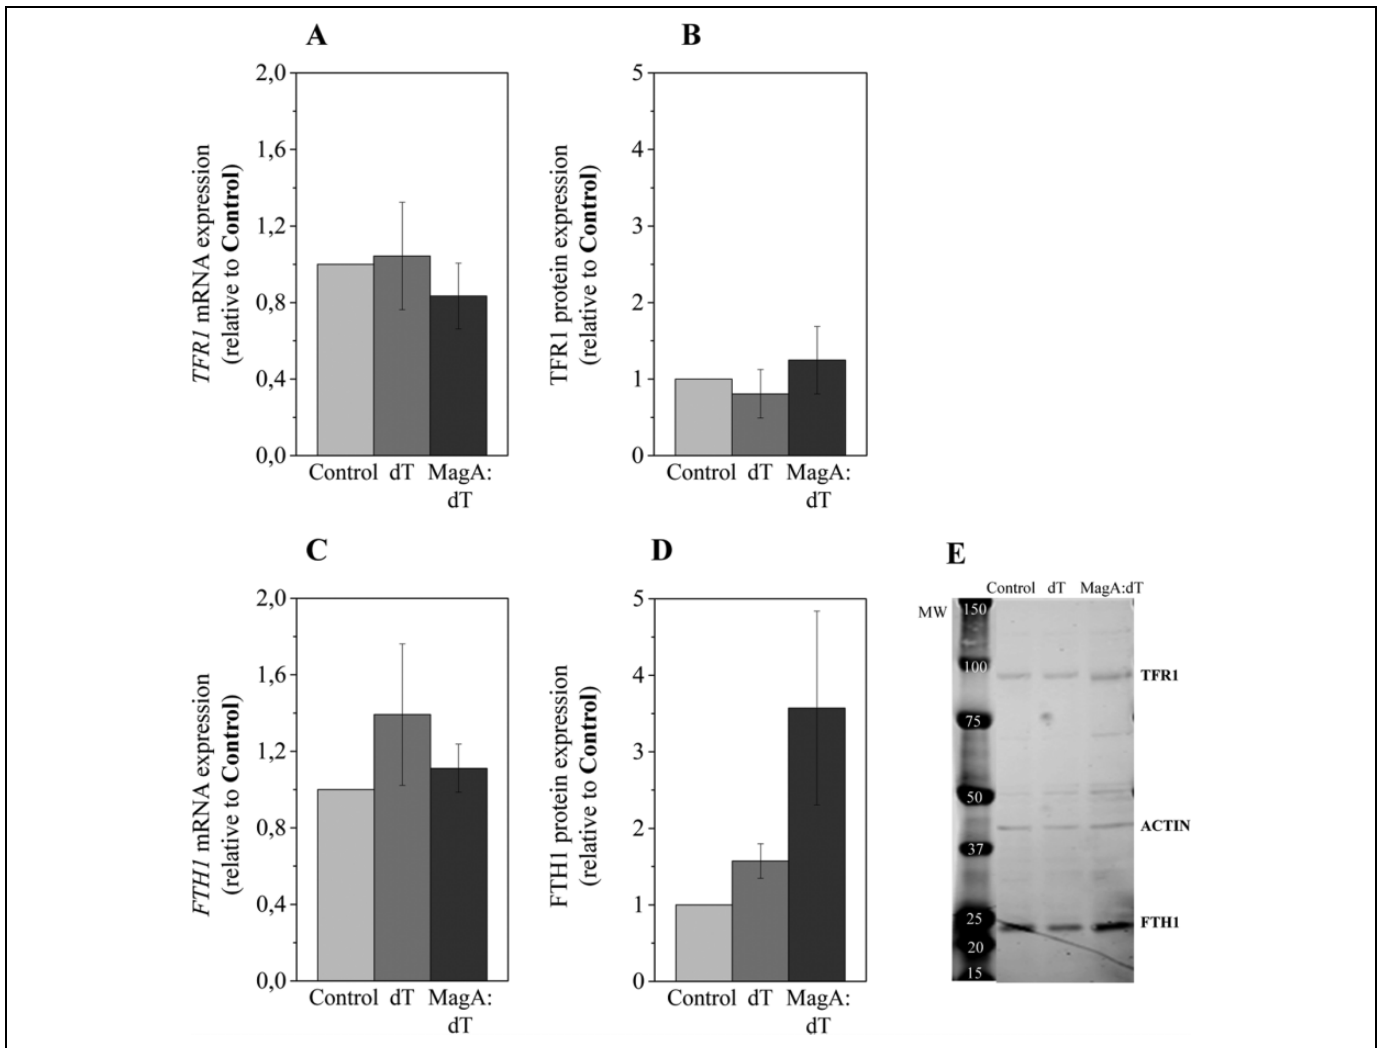 A
2,0
1,6
1,2
0,8
0,4
0,0
TFR1 mRNA expression
(relative to Control)
Control dT MagA:
dT
B
5
4
3
2
1
0
TFR1 protein expression
(relative to Control)
Control dT MagA:
dT
C
2,0
1,6
1,2
0,8
0,4
0,0
FTH1 mRNA expression
(relative to Control)
Control dT MagA:
dT
D
5
4
3
2
1
0
FTH1 protein expression
(relative to Control)
Control dT MagA:
dT
E
Control dT MagA:dT
MW
150
100
TFR1
75
50
ACTIN
37
25
FTH1
20
15